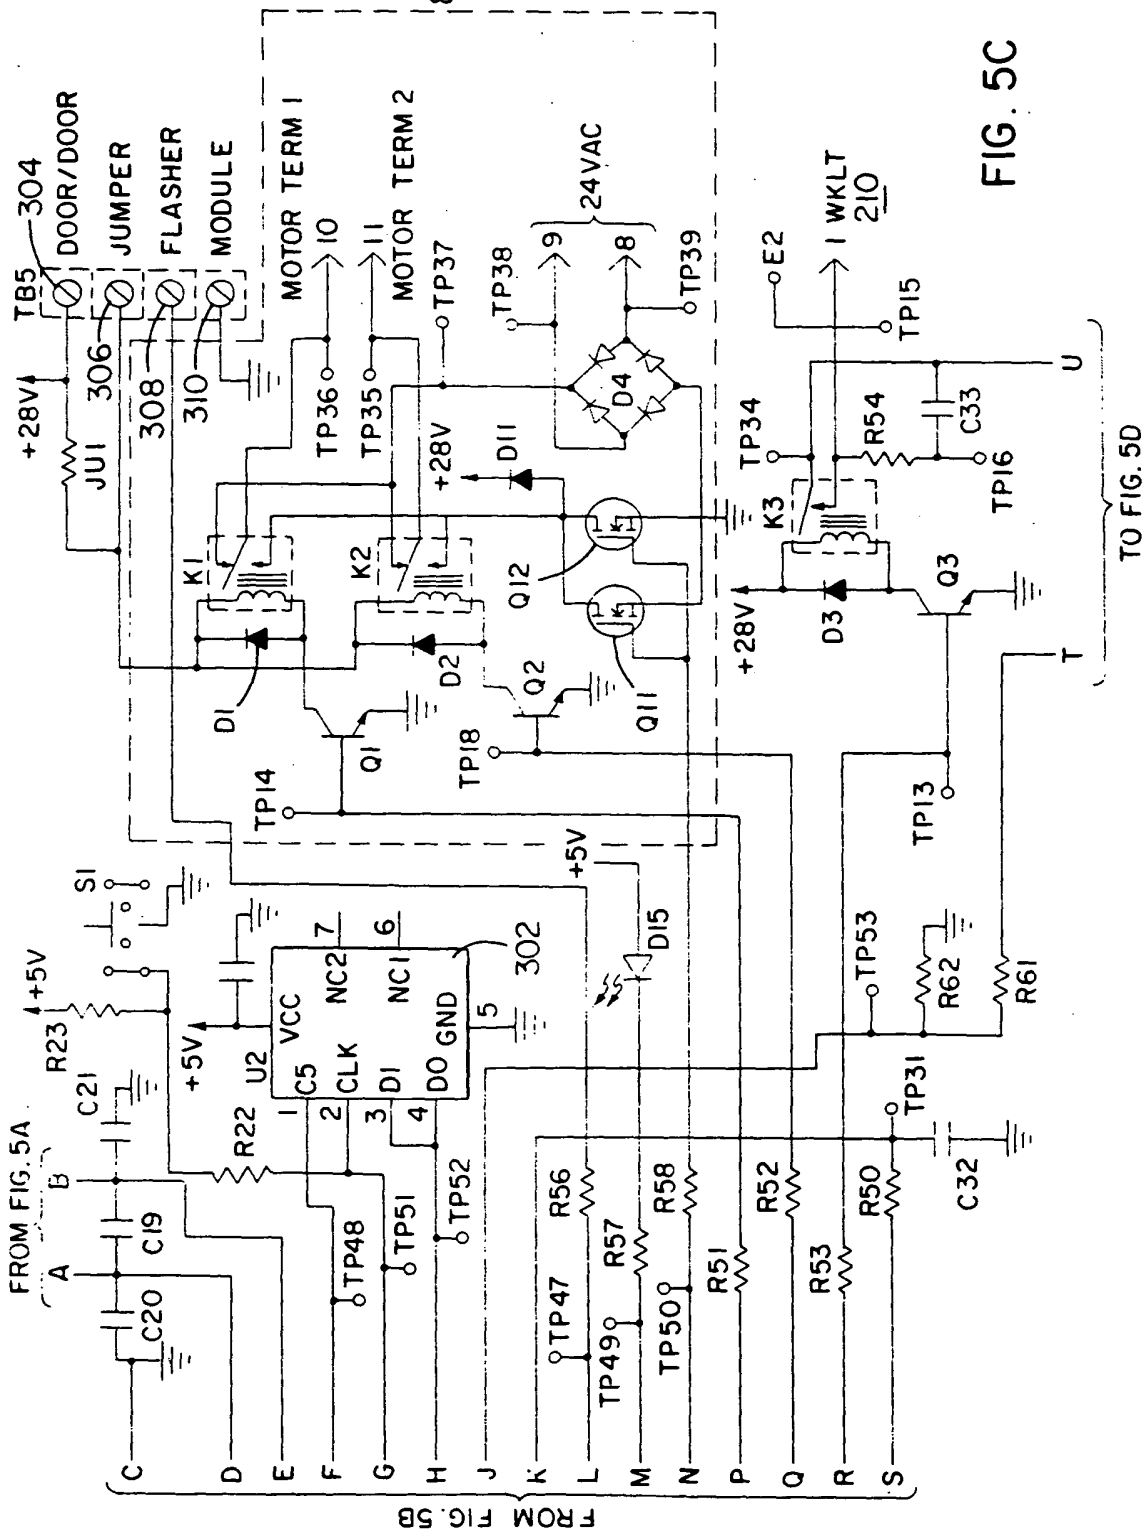 FIG. 5C
8
TB5
304
DOOR/DOOR
JUMPER
FLASHER
MODULE
+28V
306
308
310
JU1
MOTOR TERM 1
10
11
MOTOR TERM 2
TP36
TP35
TP37
TP38
9
24VAC
8
TP39
D4
+28V
D11
K1
K2
Q12
Q11
D1
D2
Q1
Q2
TP14
TP18
E2
1 WKLT
210
TP15
TP34
R54
C33
TP16
K3
+28V
D3
Q3
U
T
TO FIG. 5D
TP13
S1
+5V
R23
+5V
U2
VCC
C5
CLK
D1
DO
GND
NC2
NC1
7
6
5
1
2
3
4
302
+5V
D15
TP53
R62
R61
FROM FIG. 5A
A
B
C21
C19
C20
R22
TP48
TP51
TP52
TP47
TP49
TP50
R56
R57
R58
R51
R52
R53
R50
TP31
C32
C
D
E
F
G
H
J
K
L
M
N
P
Q
R
S
FROM FIG. 5B